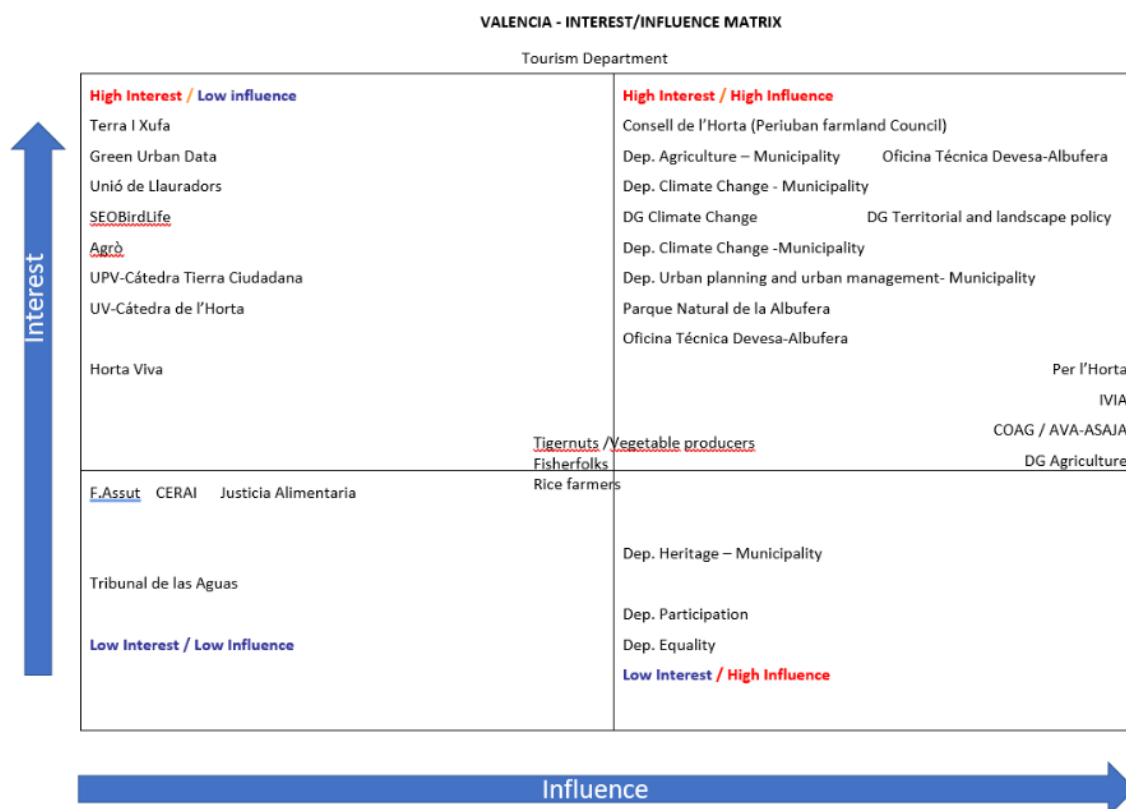 VALENCIA - INTEREST/INFLUENCE MATRIX
Tourism Department
High Interest / Low influence
Terra I Xufa
Green Urban Data
Unió de Llauradors
SEOBirdLife
Agrò
UPV-Cátedra Tierra Ciudadana
UV-Cátedra de l'Horta
Horta Viva
High Interest / High Influence
Consell de l'Horta (Periuban farmland Council)
Dep. Agriculture – Municipality Oficina Técnica Devesa-Albufera
Dep. Climate Change - Municipality
DG Climate Change DG Territorial and landscape policy
Dep. Climate Change -Municipality
Dep. Urban planning and urban management- Municipality
Parque Natural de la Albufera
Oficina Técnica Devesa-Albufera
Per l'Horta
IVIA
COAG / AVA-ASAJA
DG Agriculture
Tigernuts /Vegetable producers
Fisherfolks
Rice farmers
F.Assut CERAI Justicia Alimentaria
Tribunal de las Aguas
Low Interest / Low Influence
Dep. Heritage – Municipality
Dep. Participation
Dep. Equality
Low Interest / High Influence
Interest
Influence